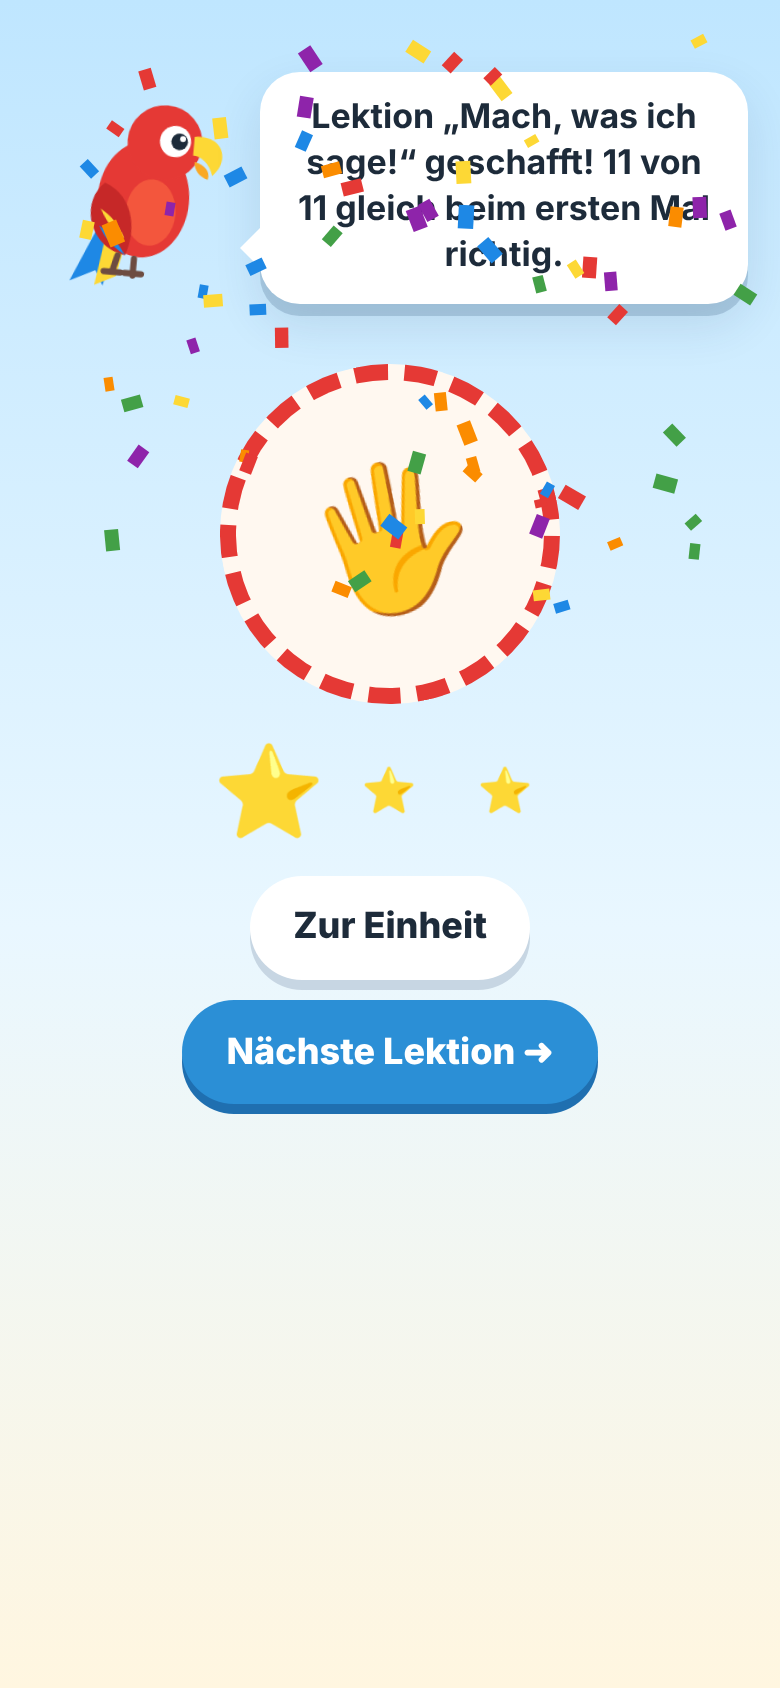 Lektion „Mach, was ich
sage!“ geschafft! 11 von
11 gleich beim ersten Mal
richtig.
Zur Einheit
Nächste Lektion ➜